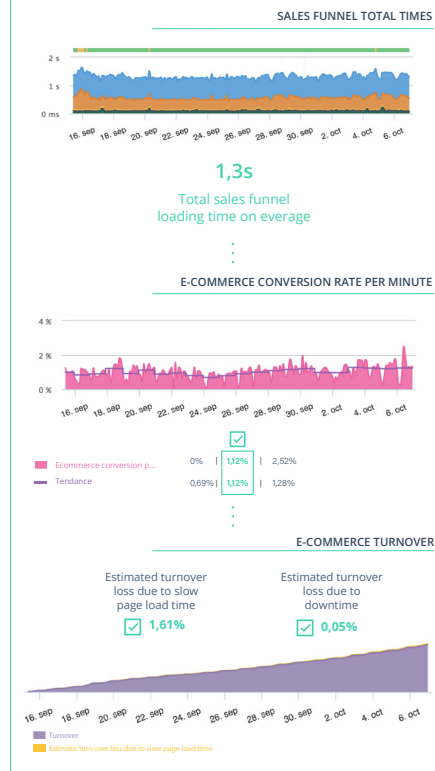 SALES FUNNEL TOTAL TIMES
2 s
1 s
0 ms
16. sep 18. sep 20. sep 22. sep 24. sep 26. sep 28. sep 30. sep 2. oct 4. oct 6. oct
1,3s
Total sales funnel
loading time on everage
E-COMMERCE CONVERSION RATE PER MINUTE
4 %
2 %
0 %
16. sep 18. sep 20. sep 22. sep 24. sep 26. sep 28. sep 30. sep 2. oct 4. oct 6. oct
Ecommerce conversion p... 0% | 1,12% | 2,52%
Tendance 0,69% | 1,12% | 1,28%
E-COMMERCE TURNOVER
Estimated turnover
loss due to slow
page load time
1,61%
Estimated turnover
loss due to
downtime
0,05%
16. sep 18. sep 20. sep 22. sep 24. sep 26. sep 28. sep 30. sep 2. oct 4. oct 6. oct
Turnover
Estimate turn over less due to slow page.load time